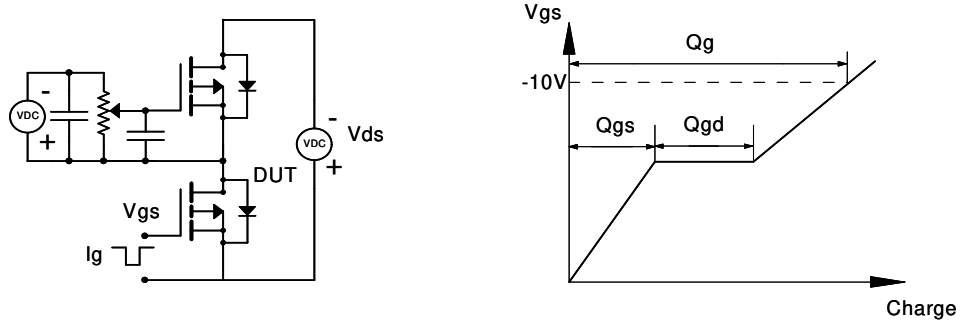 -
VDC
+
-
VDC
+
Vds
DUT
Vgs
Ig
Vgs
Qg
-10V
Qgs
Qgd
Charge